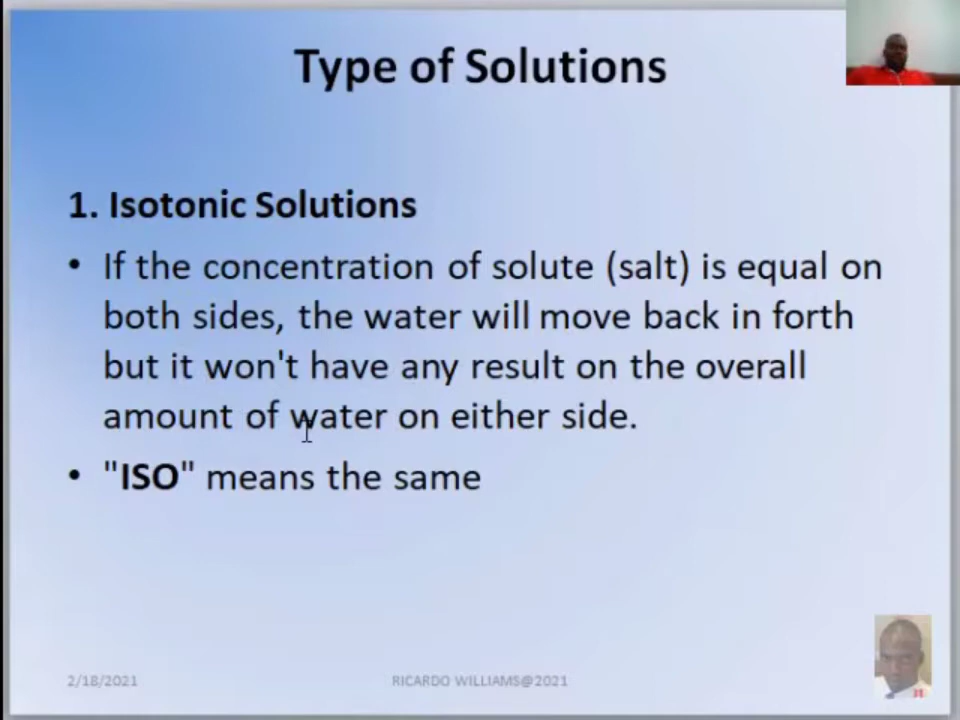 Type of Solutions
1. Isotonic Solutions
• If the concentration of solute (salt) is equal on
both sides, the water will move back in forth
but it won't have any result on the overall
amount of water on either side.
• "ISO" means the same
2/18/2021
RICARDO WILLIAMS@2021